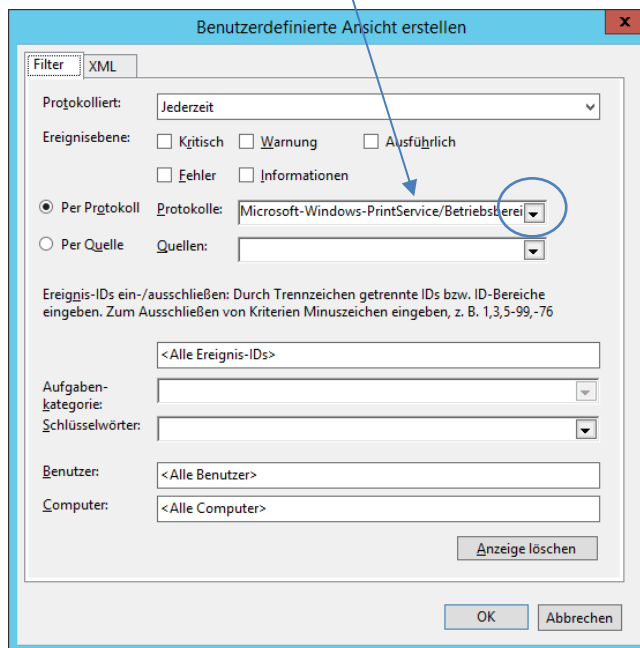 Benutzerdefinierte Ansicht erstellen
x
Filter XML
Protokolliert: Jederzeit
Ereignisebene: Kritisch Warnung Ausführlich
Fehler Informationen
Per Protokoll Protokolle: Microsoft-Windows-PrintService/Betriebsberei
Per Quelle Quellen:
Ereignis-IDs ein-/ausschließen: Durch Trennzeichen getrennte IDs bzw. ID-Bereiche
eingeben. Zum Ausschließen von Kriterien Minuszeichen eingeben, z. B. 1,3,5-99,-76
<Alle Ereignis-IDs>
Aufgaben-
kategorie:
Schlüsselwörter:
Benutzer: <Alle Benutzer>
Computer: <Alle Computer>
Anzeige löschen
OK Abbrechen